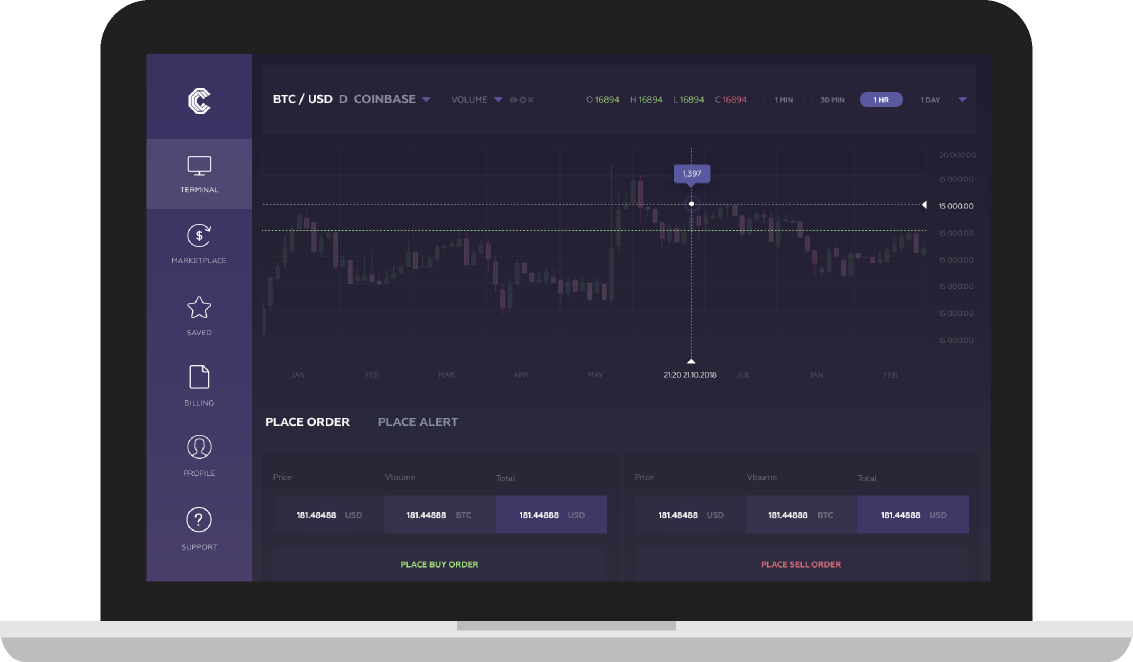 BTC / USD D COINBASE VOLUME O 16894 H 16894 L 16894 C 16894 1 MIN 30 MIN 1 HR 1 DAY
TERMINAL
MARKETPLACE
SAVED
BILLING
PROFILE
SUPPORT
1,397
20 000.00
15 000.00
15 000.00
15 000.00
15 000.00
15 000.00
15 000.00
15 000.00
JAN FEB MAR APR MAY 21:20 21.10.2018 JUL JAN FEB
PLACE ORDER PLACE ALERT
Price Vloume Total Price Vloume Total
181.48488 USD 181.44888 BTC 181.44888 USD 181.48488 USD 181.44888 BTC 181.44888 USD
PLACE BUY ORDER PLACE SELL ORDER